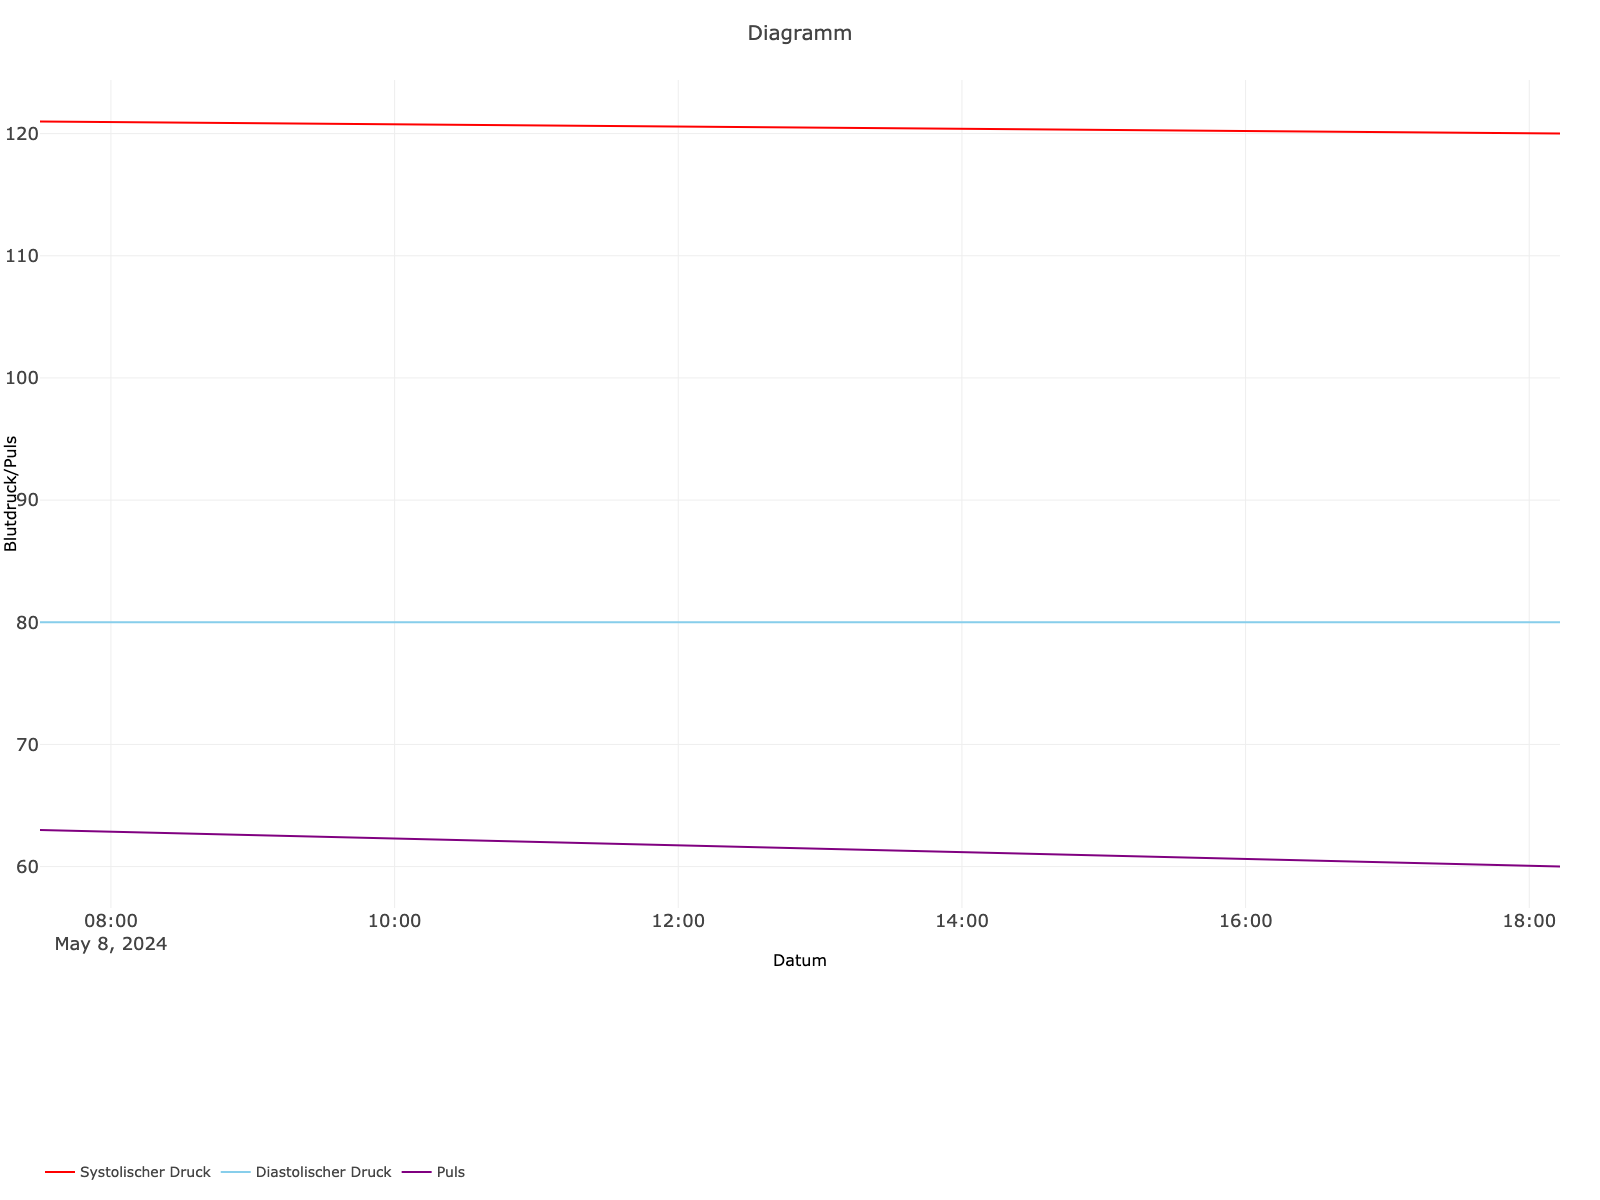 Diagramm
120
110
100
90
80
70
60
Blutdruck/Puls
08:00 10:00 12:00 14:00 16:00 18:00
May 8, 2024
Datum
Systolischer Druck Diastolischer Druck Puls